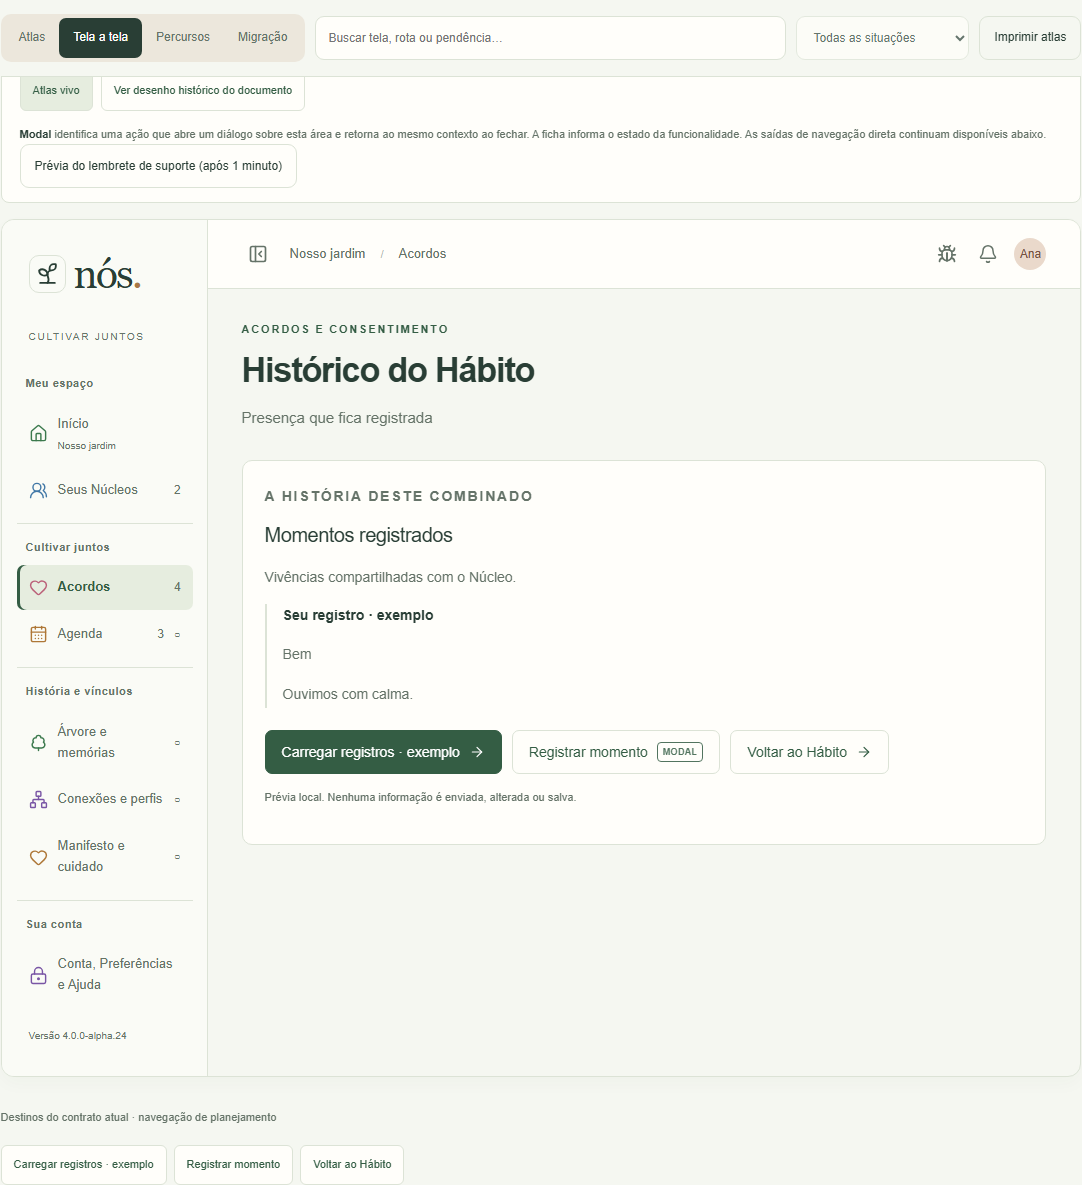 Atlas
Tela a tela
Percursos
Migração
Buscar tela, rota ou pendência...
Todas as situações
Imprimir atlas
Atlas vivo
Ver desenho histórico do documento
Modal identifica uma ação que abre um diálogo sobre esta área e retorna ao mesmo contexto ao fechar. A ficha informa o estado da funcionalidade. As saídas de navegação direta continuam disponíveis abaixo.
Prévia do lembrete de suporte (após 1 minuto)
nós.
CULTIVAR JUNTOS
Meu espaço
Início
Nosso jardim
Seus Núcleos 2
Cultivar juntos
Acordos 4
Agenda 3
História e vínculos
Árvore e
memórias
Conexões e perfis
Manifesto e
cuidado
Sua conta
Conta, Preferências
e Ajuda
Versão 4.0.0-alpha.24
Nosso jardim / Acordos
Ana
ACORDOS E CONSENTIMENTO
Histórico do Hábito
Presença que fica registrada
A HISTÓRIA DESTE COMBINADO
Momentos registrados
Vivências compartilhadas com o Núcleo.
Seu registro · exemplo
Bem
Ouvimos com calma.
Carregar registros · exemplo →
Registrar momento MODAL
Voltar ao Hábito →
Prévia local. Nenhuma informação é enviada, alterada ou salva.
Destinos do contrato atual · navegação de planejamento
Carregar registros · exemplo
Registrar momento
Voltar ao Hábito